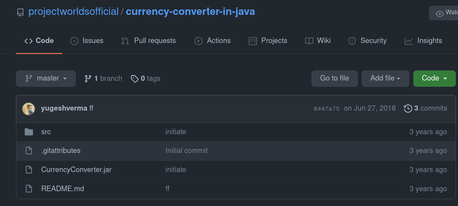 projectworldsofficial / currency-converter-in-java
Code Issues Pull requests Actions Projects Wiki Security Insights
master 1 branch 0 tags Go to file Add file Code
yugeshverma ff on Jun 27, 2018 3 commits
src initiate 3 years ago
.gitattributes Initial commit 3 years ago
CurrencyConverter.jar initiate 3 years ago
README.md ff 3 years ago